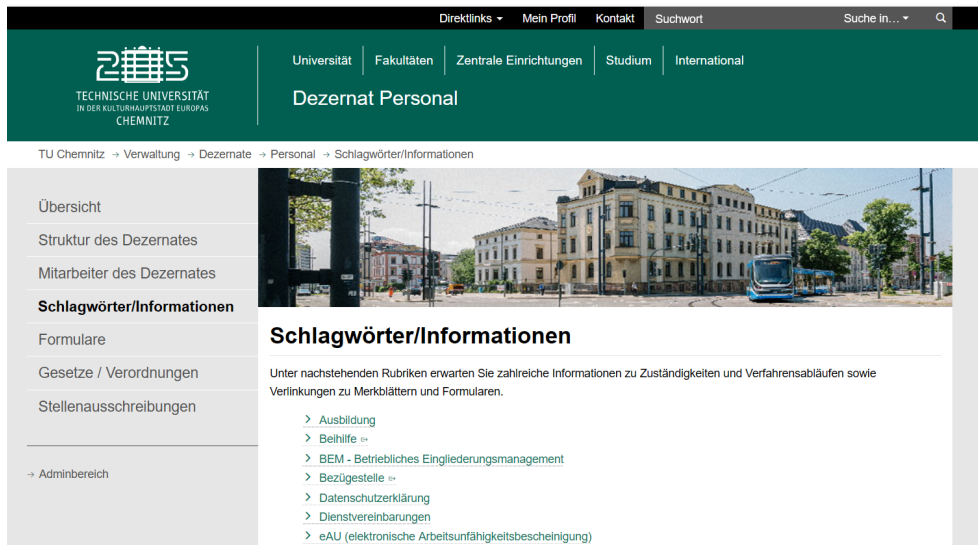 Direktlinks Mein Profil Kontakt Suchwort Suche in...
TECHNISCHE UNIVERSITÄT
IN DER KULTURHAUPTSTADT EUROPAS
CHEMNITZ
Universität Fakultäten Zentrale Einrichtungen Studium International
Dezernat Personal
TU Chemnitz → Verwaltung → Dezernate → Personal → Schlagwörter/Informationen
Übersicht
Struktur des Dezernates
Mitarbeiter des Dezernates
Schlagwörter/Informationen
Formulare
Gesetze / Verordnungen
Stellenausschreibungen
→ Adminbereich
Schlagwörter/Informationen
Unter nachstehenden Rubriken erwarten Sie zahlreiche Informationen zu Zuständigkeiten und Verfahrensabläufen sowie
Verlinkungen zu Merkblättern und Formularen.
Ausbildung
Beihilfe
BEM - Betriebliches Eingliederungsmanagement
Bezügestelle
Datenschutzerklärung
Dienstvereinbarungen
eAU (elektronische Arbeitsunfähigkeitsbescheinigung)